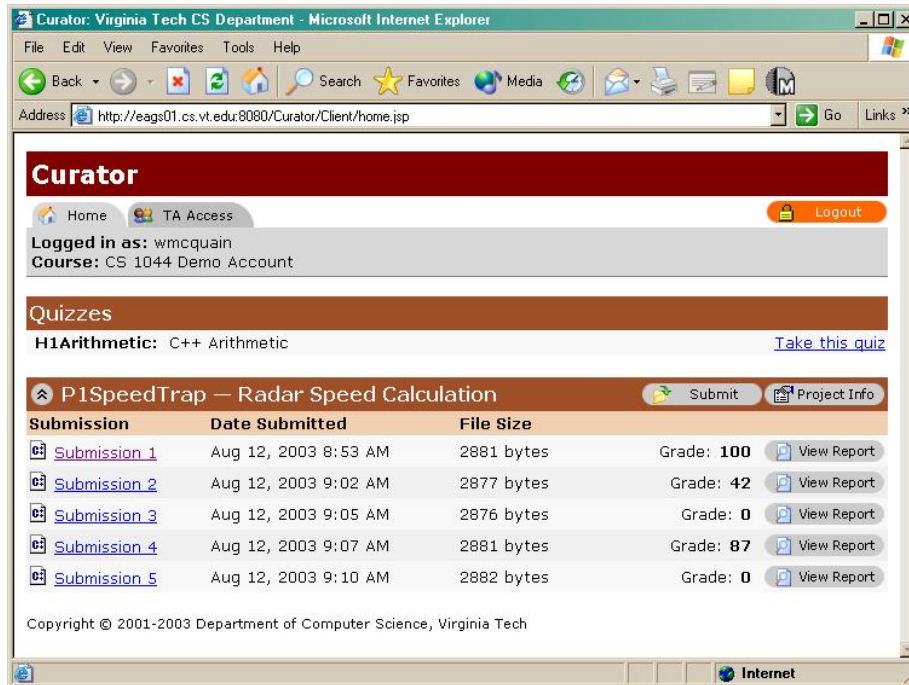 Curator: Virginia Tech CS Department - Microsoft Internet Explorer
File Edit View Favorites Tools Help
Back Search Favorites Media
Address http://eags01.cs.vt.edu:8080/Curator/Client/home.jsp Go Links »
Curator
Home TA Access Logout
Logged in as: wmcquain
Course: CS 1044 Demo Account
Quizzes
H1Arithmetic: C++ Arithmetic Take this quiz
P1SpeedTrap — Radar Speed Calculation Submit Project Info
Submission Date Submitted File Size
Submission 1 Aug 12, 2003 8:53 AM 2881 bytes Grade: 100 View Report
Submission 2 Aug 12, 2003 9:02 AM 2877 bytes Grade: 42 View Report
Submission 3 Aug 12, 2003 9:05 AM 2876 bytes Grade: 0 View Report
Submission 4 Aug 12, 2003 9:07 AM 2881 bytes Grade: 87 View Report
Submission 5 Aug 12, 2003 9:10 AM 2882 bytes Grade: 0 View Report
Copyright © 2001-2003 Department of Computer Science, Virginia Tech
Internet